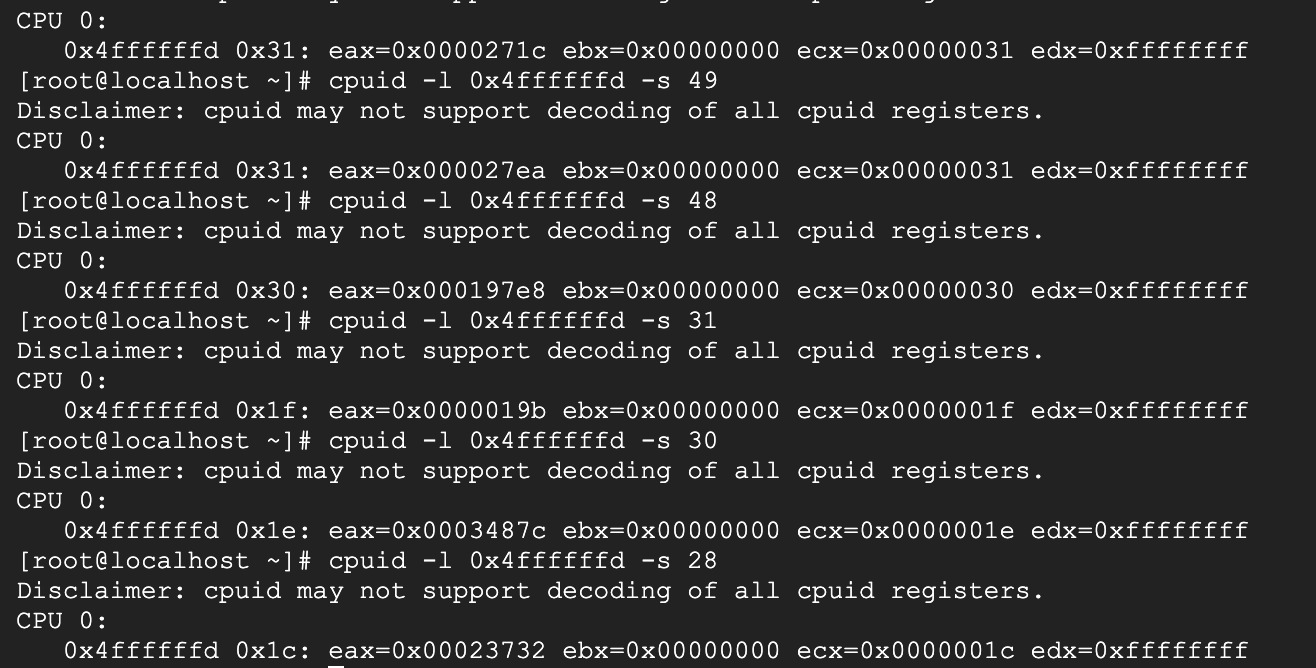 CPU 0:
   0x4ffffffd 0x31: eax=0x0000271c ebx=0x00000000 ecx=0x00000031 edx=0xffffffff
[root@localhost ~]# cpuid -l 0x4ffffffd -s 49
Disclaimer: cpuid may not support decoding of all cpuid registers.
CPU 0:
   0x4ffffffd 0x31: eax=0x000027ea ebx=0x00000000 ecx=0x00000031 edx=0xffffffff
[root@localhost ~]# cpuid -l 0x4ffffffd -s 48
Disclaimer: cpuid may not support decoding of all cpuid registers.
CPU 0:
   0x4ffffffd 0x30: eax=0x000197e8 ebx=0x00000000 ecx=0x00000030 edx=0xffffffff
[root@localhost ~]# cpuid -l 0x4ffffffd -s 31
Disclaimer: cpuid may not support decoding of all cpuid registers.
CPU 0:
   0x4ffffffd 0x1f: eax=0x0000019b ebx=0x00000000 ecx=0x0000001f edx=0xffffffff
[root@localhost ~]# cpuid -l 0x4ffffffd -s 30
Disclaimer: cpuid may not support decoding of all cpuid registers.
CPU 0:
   0x4ffffffd 0x1e: eax=0x0003487c ebx=0x00000000 ecx=0x0000001e edx=0xffffffff
[root@localhost ~]# cpuid -l 0x4ffffffd -s 28
Disclaimer: cpuid may not support decoding of all cpuid registers.
CPU 0:
   0x4ffffffd 0x1c: eax=0x00023732 ebx=0x00000000 ecx=0x0000001c edx=0xffffffff